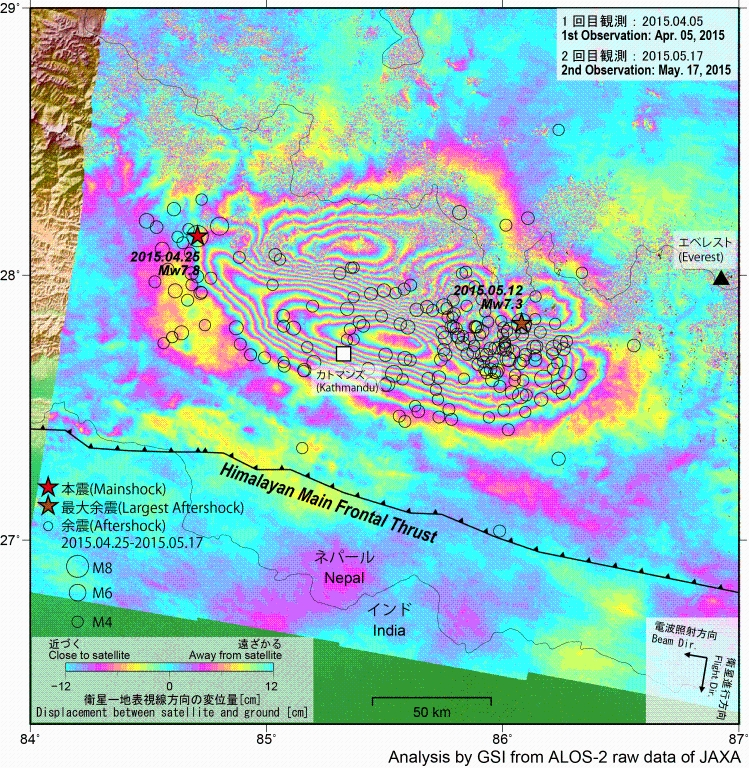 29°
1 回目観測：2015.04.05
1st Observation: Apr. 05, 2015
2 回目観測：2015.05.17
2nd Observation: May. 17, 2015
エベレスト
(Everest)
2015.04.25
Mw7.8
28°
2015.05.12
Mw7.3
カトマンズ
(Kathmandu)
Himalayan Main Frontal Thrust
本震(Mainshock)
最大余震(Largest Aftershock)
余震(Aftershock)
2015.04.25-2015.05.17
27°
M8
M6
M4
ネパール
Nepal
インド
India
近づく 遠ざかる
Close to satellite Away from satellite
−12 0 12
衛星ー地表視線方向の変位量[cm]
Displacement between satellite and ground [cm]
50 km
電波照射方向
Beam Dir.
衛星進行方向
Flight Dir.
84° 85° 86° 87°
Analysis by GSI from ALOS-2 raw data of JAXA